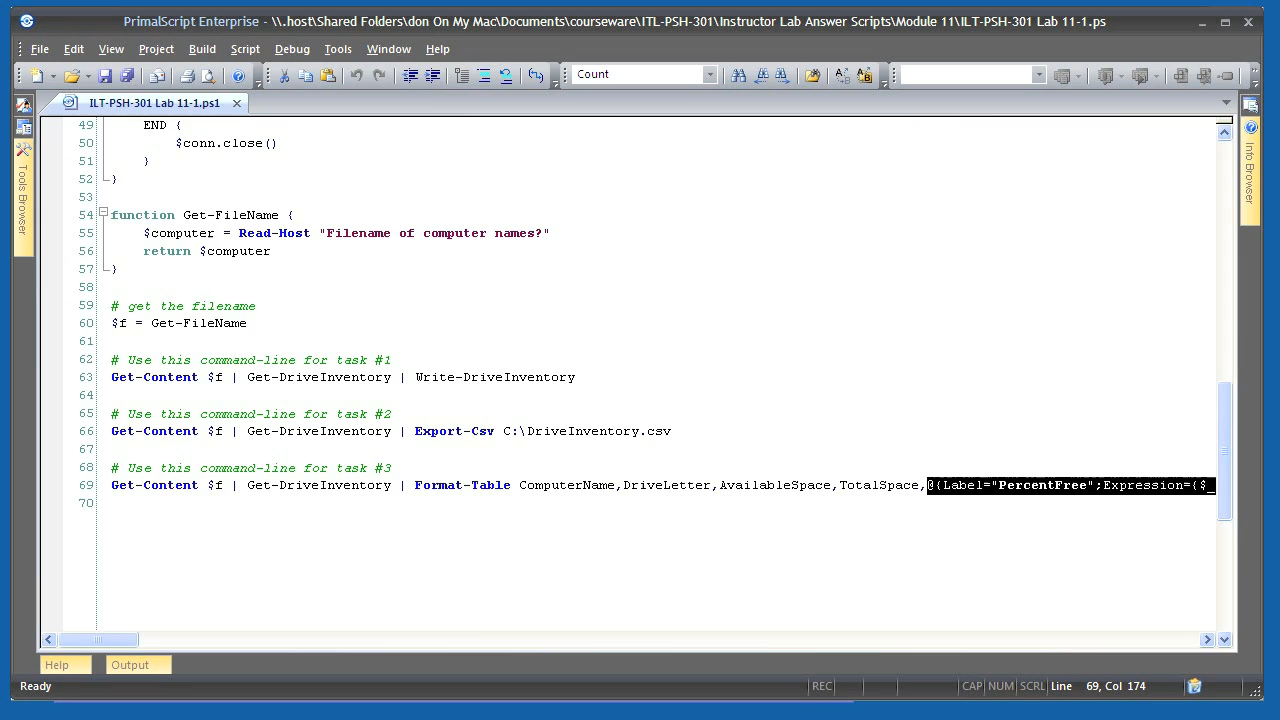 PrimalScript Enterprise - \\.host\Shared Folders\don On My Mac\Documents\courseware\ITL-PSH-301\Instructor Lab Answer Scripts\Module 11\ILT-PSH-301 Lab 11-1.ps
File Edit View Project Build Script Debug Tools Window Help
Count
ILT-PSH-301 Lab 11-1.ps1
Tools Browser
Info Browser
49 END {
50 $conn.close()
51 }
52 }
53
54 function Get-FileName {
55 $computer = Read-Host "Filename of computer names?"
56 return $computer
57 }
58
59 # get the filename
60 $f = Get-FileName
61
62 # Use this command-line for task #1
63 Get-Content $f | Get-DriveInventory | Write-DriveInventory
64
65 # Use this command-line for task #2
66 Get-Content $f | Get-DriveInventory | Export-Csv C:\DriveInventory.csv
67
68 # Use this command-line for task #3
69 Get-Content $f | Get-DriveInventory | Format-Table ComputerName,DriveLetter,AvailableSpace,TotalSpace,@{Label="PercentFree";Expression={$_
70
Help Output
Ready REC CAP NUM SCRL Line 69, Col 174